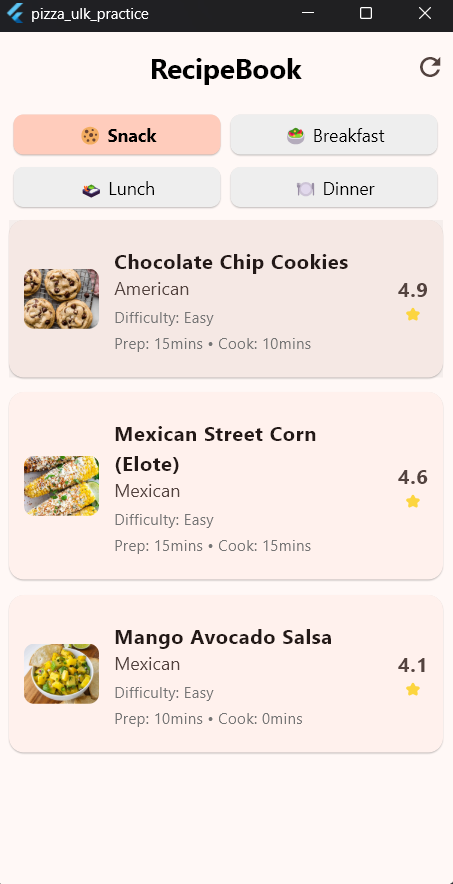 pizza_ulk_practice
RecipeBook
🍪 Snack
🥗 Breakfast
🍱 Lunch
🍽️ Dinner
Chocolate Chip Cookies
American
Difficulty: Easy
Prep: 15mins • Cook: 10mins
4.9
Mexican Street Corn
(Elote)
Mexican
Difficulty: Easy
Prep: 15mins • Cook: 15mins
4.6
Mango Avocado Salsa
Mexican
Difficulty: Easy
Prep: 10mins • Cook: 0mins
4.1